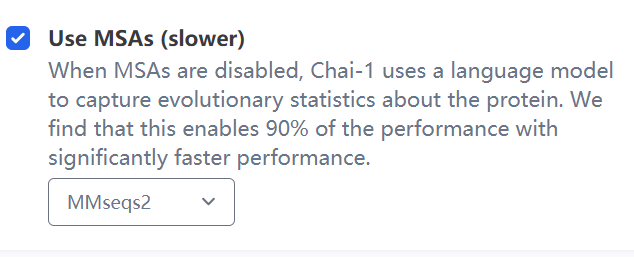 Use MSAs (slower)
When MSAs are disabled, Chai-1 uses a language model
to capture evolutionary statistics about the protein. We
find that this enables 90% of the performance with
significantly faster performance.
MMseqs2